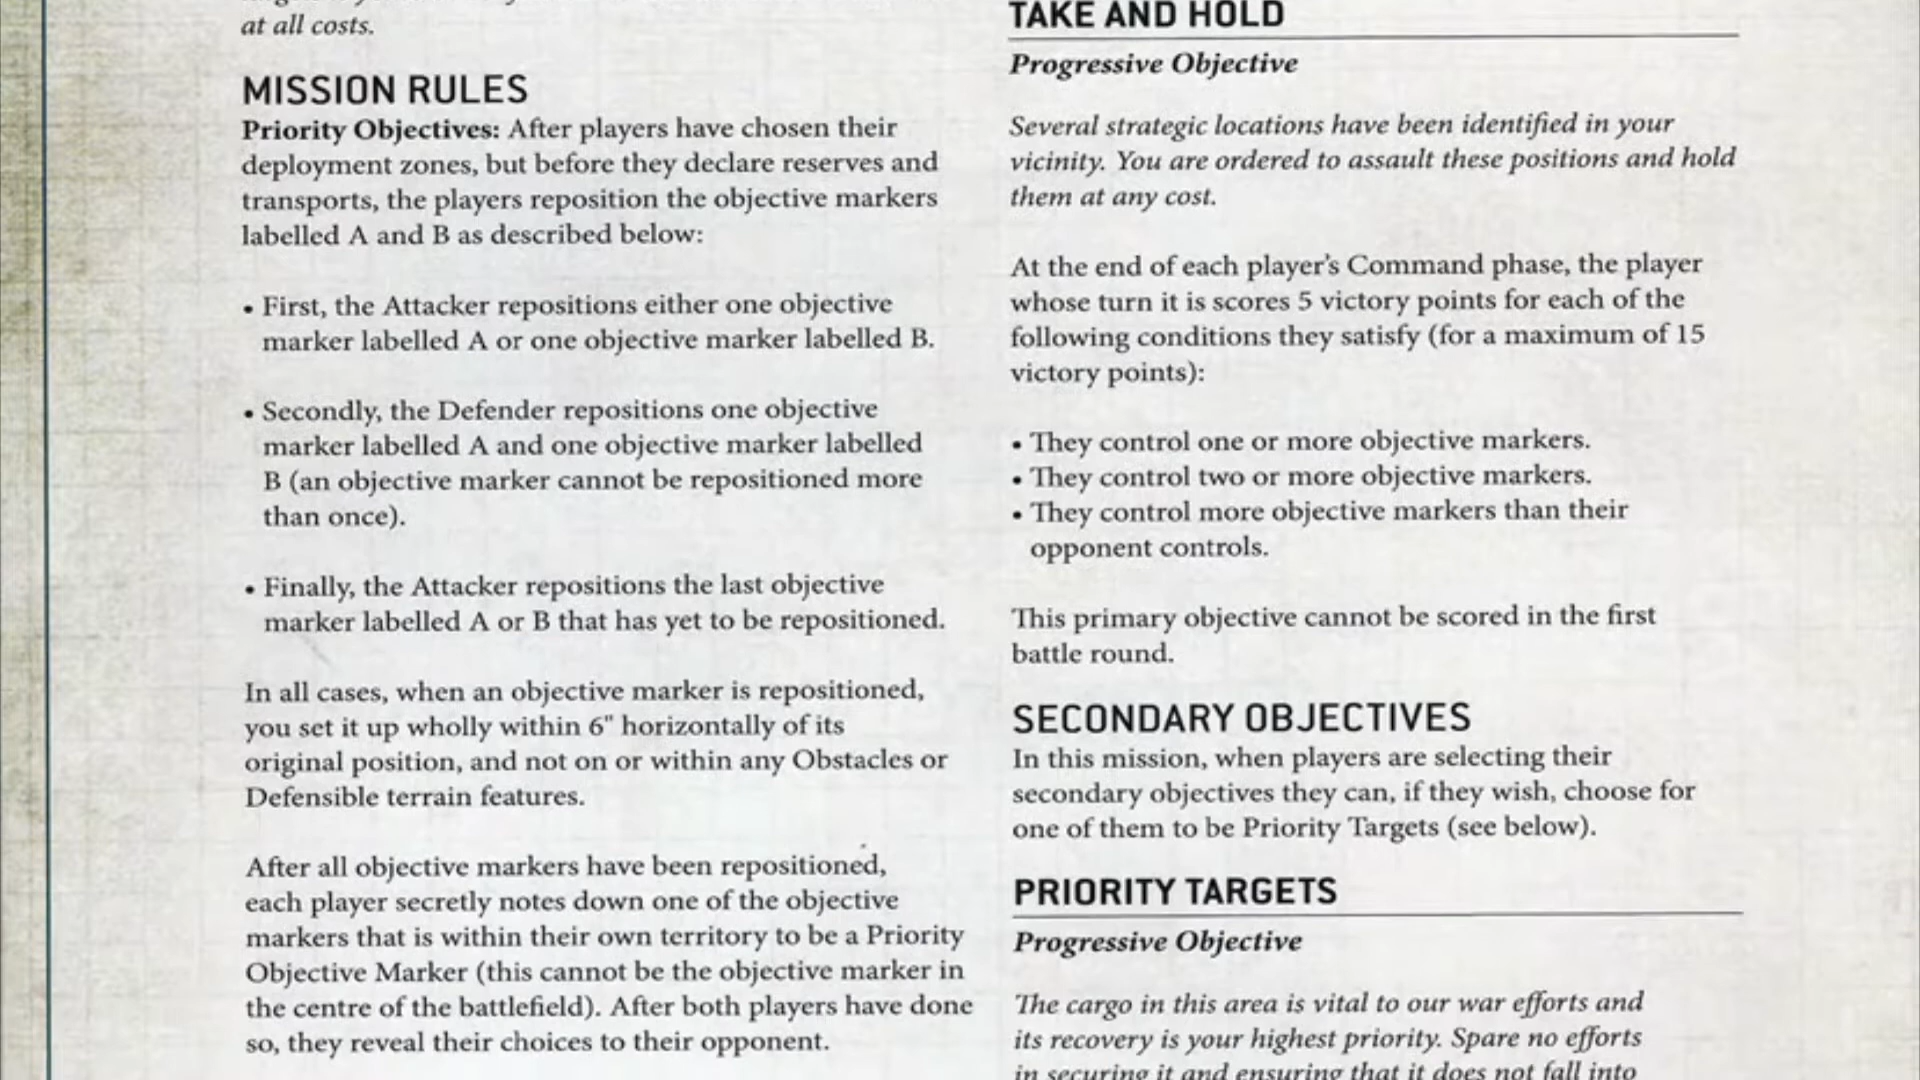 at all costs.
MISSION RULES
Priority Objectives: After players have chosen their
deployment zones, but before they declare reserves and
transports, the players reposition the objective markers
labelled A and B as described below:
• First, the Attacker repositions either one objective
marker labelled A or one objective marker labelled B.
• Secondly, the Defender repositions one objective
marker labelled A and one objective marker labelled
B (an objective marker cannot be repositioned more
than once).
• Finally, the Attacker repositions the last objective
marker labelled A or B that has yet to be repositioned.
In all cases, when an objective marker is repositioned,
you set it up wholly within 6" horizontally of its
original position, and not on or within any Obstacles or
Defensible terrain features.
After all objective markers have been repositioned,
each player secretly notes down one of the objective
markers that is within their own territory to be a Priority
Objective Marker (this cannot be the objective marker in
the centre of the battlefield). After both players have done
so, they reveal their choices to their opponent.
TAKE AND HOLD
Progressive Objective
Several strategic locations have been identified in your
vicinity. You are ordered to assault these positions and hold
them at any cost.
At the end of each player's Command phase, the player
whose turn it is scores 5 victory points for each of the
following conditions they satisfy (for a maximum of 15
victory points):
• They control one or more objective markers.
• They control two or more objective markers.
• They control more objective markers than their
opponent controls.
This primary objective cannot be scored in the first
battle round.
SECONDARY OBJECTIVES
In this mission, when players are selecting their
secondary objectives they can, if they wish, choose for
one of them to be Priority Targets (see below).
PRIORITY TARGETS
Progressive Objective
The cargo in this area is vital to our war efforts and
its recovery is your highest priority. Spare no efforts
in securing it and ensuring that it does not fall into